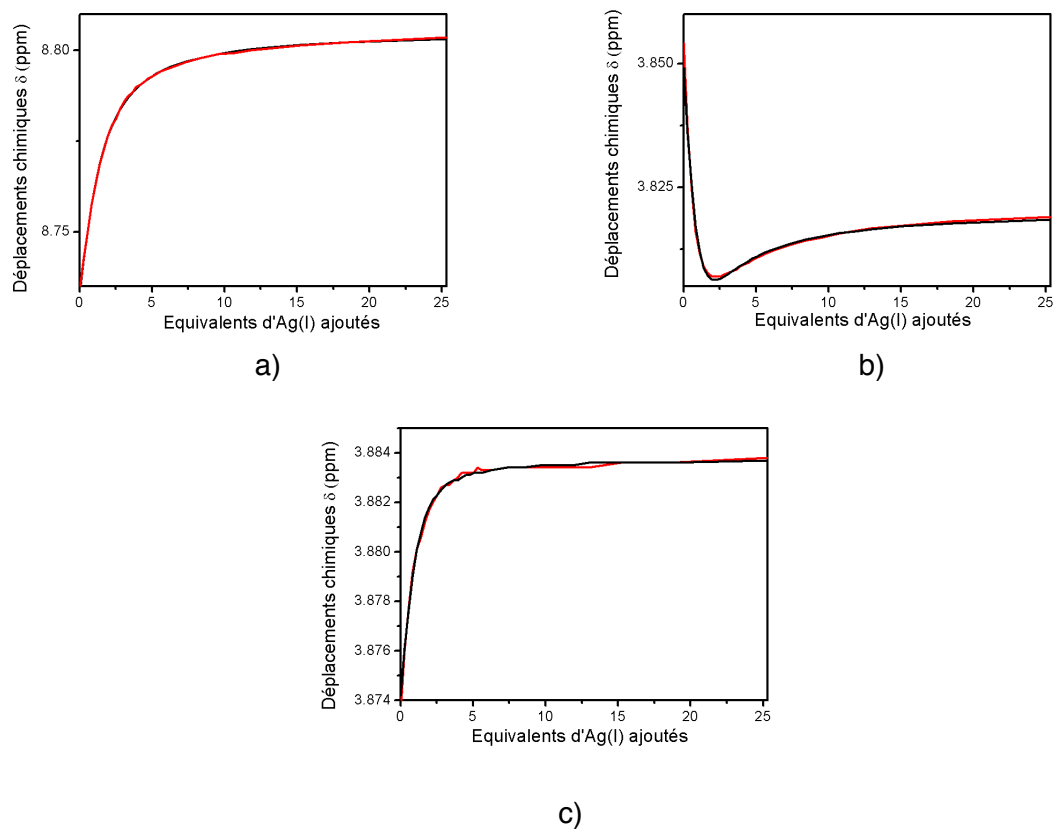 Déplacements chimiques δ (ppm)
8.80
8.75
0 5 10 15 20 25
Equivalents d'Ag(I) ajoutés
a)
Déplacements chimiques δ (ppm)
3.850
3.825
0 5 10 15 20 25
Equivalents d'Ag(I) ajoutés
b)
Déplacements chimiques δ (ppm)
3.884
3.882
3.880
3.878
3.876
3.874
0 5 10 15 20 25
Equivalents d'Ag(I) ajoutés
c)